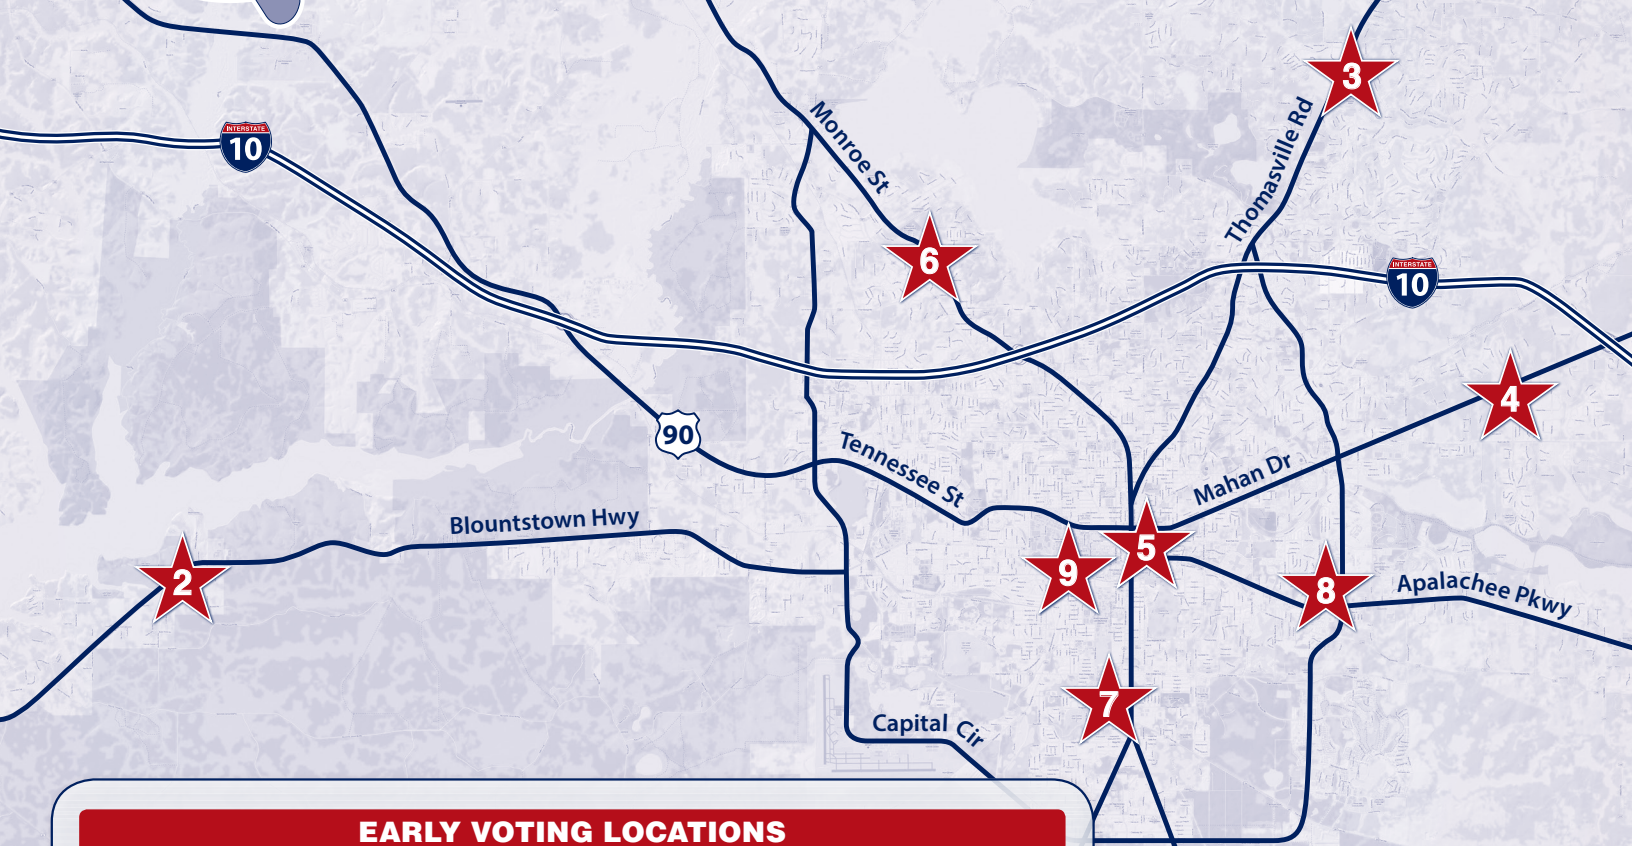 3
Thomasville Rd
Monroe St
INTERSTATE
10
6
INTERSTATE
10
4
90
Tennessee St
Mahan Dr
Blountstown Hwy
2
5
9
8
Apalachee Pkwy
7
Capital Cir
EARLY VOTING LOCATIONS